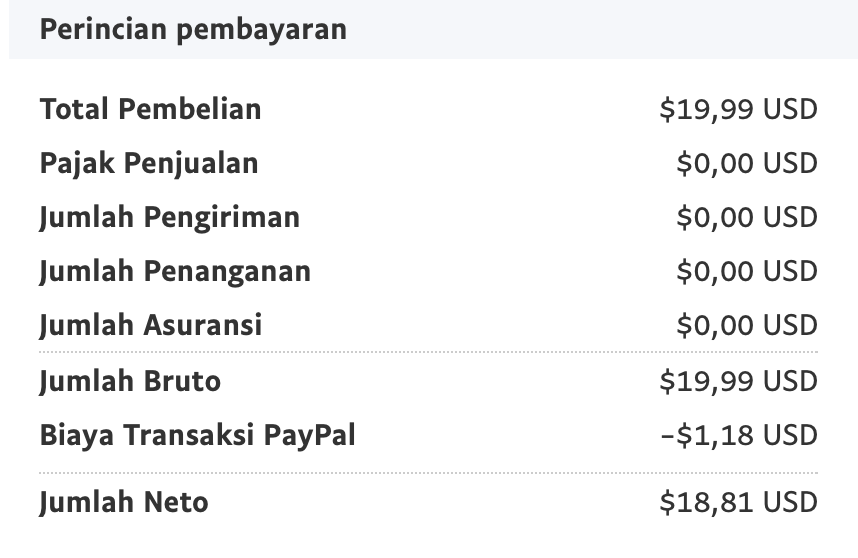 Perincian pembayaran
Total Pembelian $19,99 USD
Pajak Penjualan $0,00 USD
Jumlah Pengiriman $0,00 USD
Jumlah Penanganan $0,00 USD
Jumlah Asuransi $0,00 USD
Jumlah Bruto $19,99 USD
Biaya Transaksi PayPal -$1,18 USD
Jumlah Neto $18,81 USD